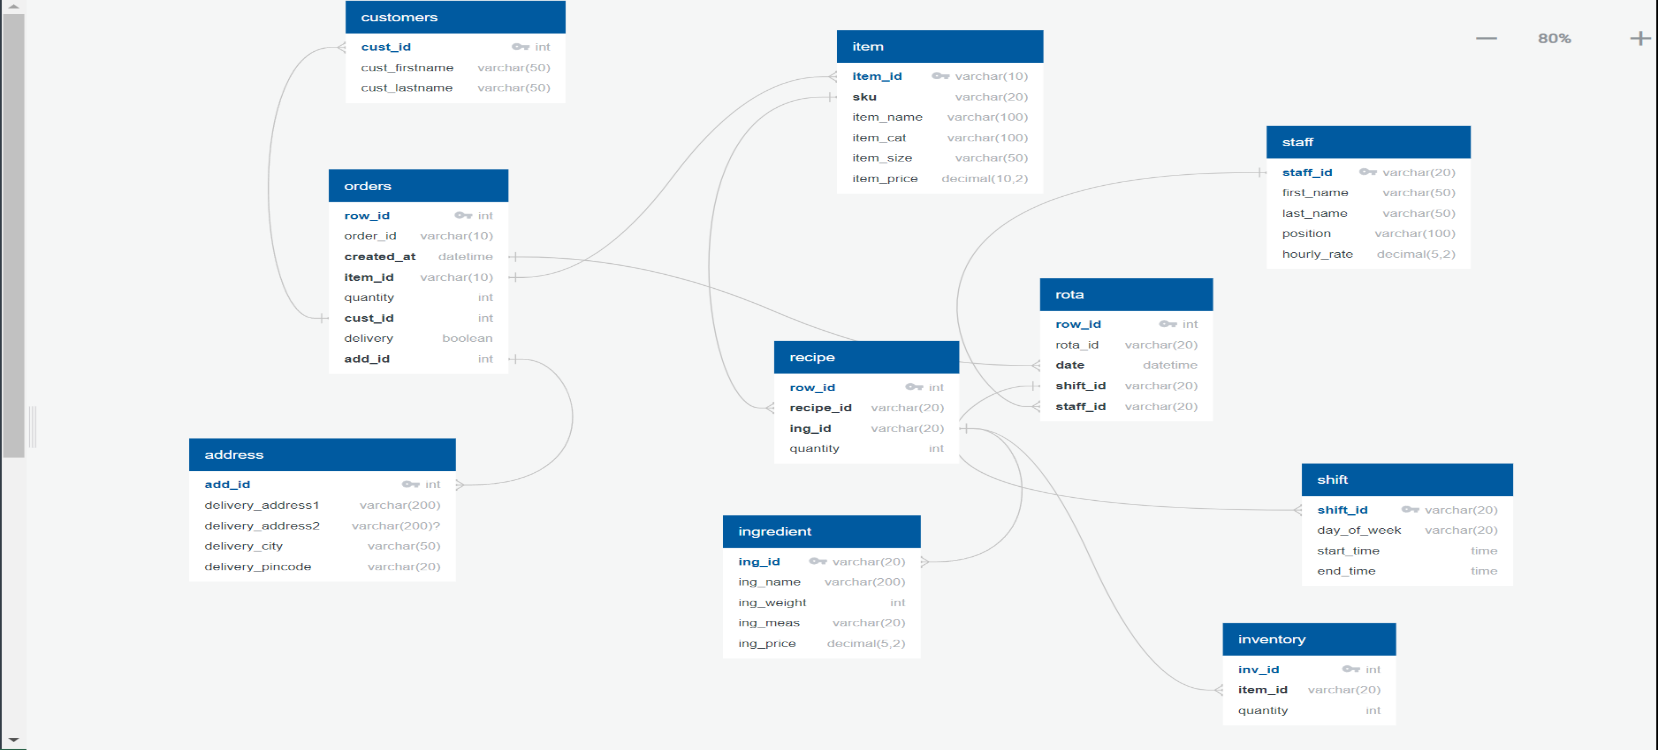 customers
cust_id int
cust_firstname varchar(50)
cust_lastname varchar(50)
item
item_id varchar(10)
sku varchar(20)
item_name varchar(100)
item_cat varchar(100)
item_size varchar(50)
item_price decimal(10,2)
80%
staff
staff_id varchar(20)
first_name varchar(50)
last_name varchar(50)
position varchar(100)
hourly_rate decimal(5,2)
orders
row_id int
order_id varchar(10)
created_at datetime
item_id varchar(10)
quantity int
cust_id int
delivery boolean
add_id int
rota
row_id int
rota_id varchar(20)
date datetime
shift_id varchar(20)
staff_id varchar(20)
recipe
row_id int
recipe_id varchar(20)
ing_id varchar(20)
quantity int
address
add_id int
delivery_address1 varchar(200)
delivery_address2 varchar(200)?
delivery_city varchar(50)
delivery_pincode varchar(20)
shift
shift_id varchar(20)
day_of_week varchar(20)
start_time time
end_time time
ingredient
ing_id varchar(20)
ing_name varchar(200)
ing_weight int
ing_meas varchar(20)
ing_price decimal(5,2)
inventory
inv_id int
item_id varchar(20)
quantity int